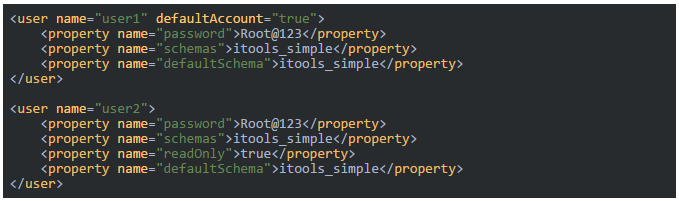 <user name="user1" defaultAccount="true">
    <property name="password">Root@123</property>
    <property name="schemas">itools_simple</property>
    <property name="defaultSchema">itools_simple</property>
</user>

<user name="user2">
    <property name="password">Root@123</property>
    <property name="schemas">itools_simple</property>
    <property name="readOnly">true</property>
    <property name="defaultSchema">itools_simple</property>
</user>